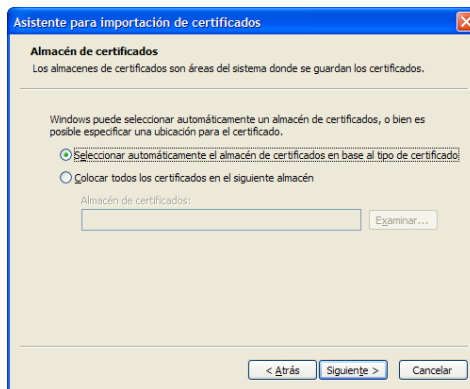 Asistente para importación de certificados
Almacén de certificados
Los almacenes de certificados son áreas del sistema donde se guardan los certificados.
Windows puede seleccionar automáticamente un almacén de certificados, o bien es
posible especificar una ubicación para el certificado.
Seleccionar automáticamente el almacén de certificados en base al tipo de certificado
Colocar todos los certificados en el siguiente almacén
Almacén de certificados:
Examinar...
< Atrás Siguiente > Cancelar